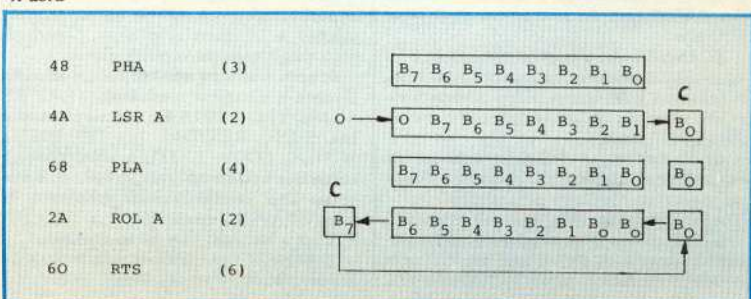 48 PHA (3) B7 B6 B5 B4 B3 B2 B1 B0
C
4A LSR A (2) 0 0 B7 B6 B5 B4 B3 B2 B1 B0
68 PLA (4) B7 B6 B5 B4 B3 B2 B1 B0 B0
C
2A ROL A (2) B7 B6 B5 B4 B3 B2 B1 B0 B0 B0
60 RTS (6)